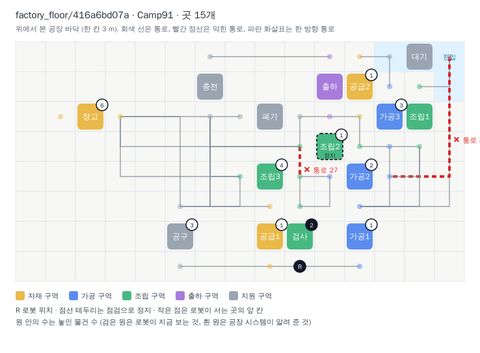 factory_floor/416a6bd07a · Camp91 · 곳 15개
위에서 본 공장 바닥 (한 칸 3 m). 회색 선은 통로, 빨간 점선은 막힌 통로, 파란 화살표는 한 방향 통로
대기
진입
충전
출하
공급2
1
창고
6
폐기
가공3
3
조립1
조립2
1
✕ 통로
조립3
4
✕ 통로 27
가공2
2
공구
3
공급1
1
검사
2
가공1
1
R
자재 구역
가공 구역
조립 구역
출하 구역
지원 구역
R 로봇 위치 · 점선 테두리는 점검으로 정지 · 작은 점은 로봇이 서는 곳의 앞 칸
원 안의 수는 놓인 물건 수 (검은 원은 로봇이 지금 보는 것, 흰 원은 공장 시스템이 알려 준 것)